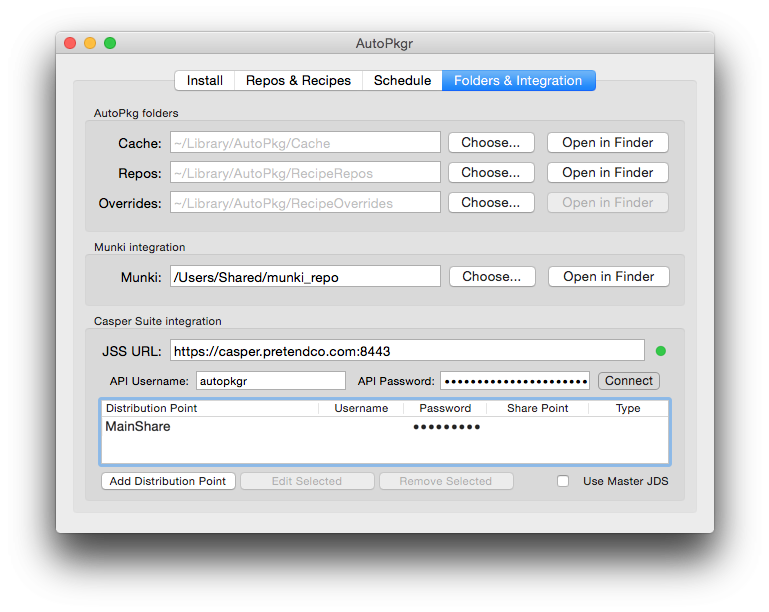 AutoPkgr
Install Repos & Recipes Schedule Folders & Integration
AutoPkg folders
Cache: ~/Library/AutoPkg/Cache Choose... Open in Finder
Repos: ~/Library/AutoPkg/RecipeRepos Choose... Open in Finder
Overrides: ~/Library/AutoPkg/RecipeOverrides Choose... Open in Finder
Munki integration
Munki: /Users/Shared/munki_repo Choose... Open in Finder
Casper Suite integration
JSS URL: https://casper.pretendco.com:8443
API Username: autopkgr API Password: ●●●●●●●●●●●●●●●●●●●●●● Connect
Distribution Point Username Password Share Point Type
MainShare ●●●●●●●●●
Add Distribution Point Edit Selected Remove Selected Use Master JDS